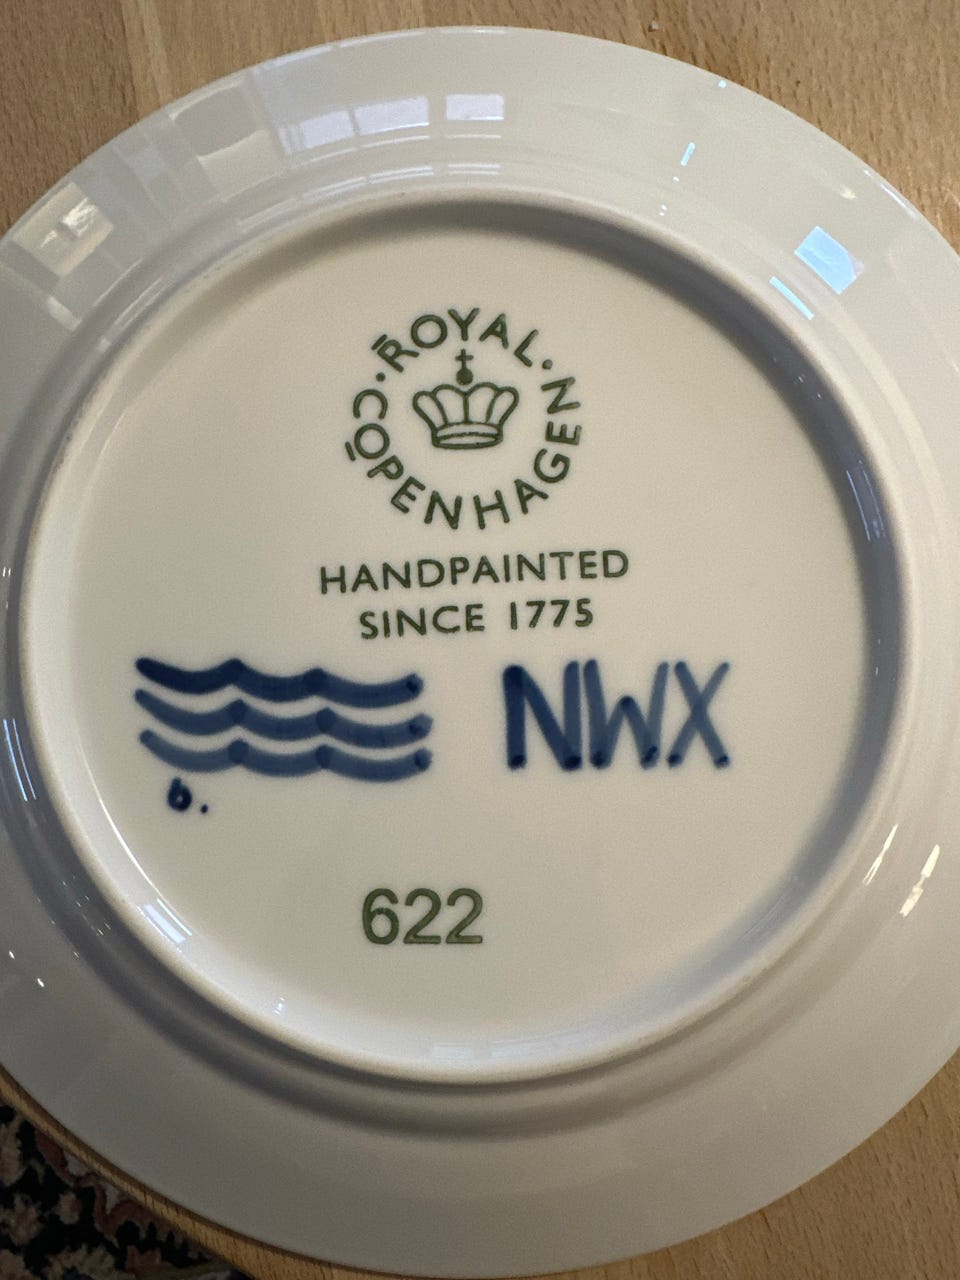 ROYAL · COPENHAGEN ·
HANDPAINTED
SINCE 1775
NWX
6.
622